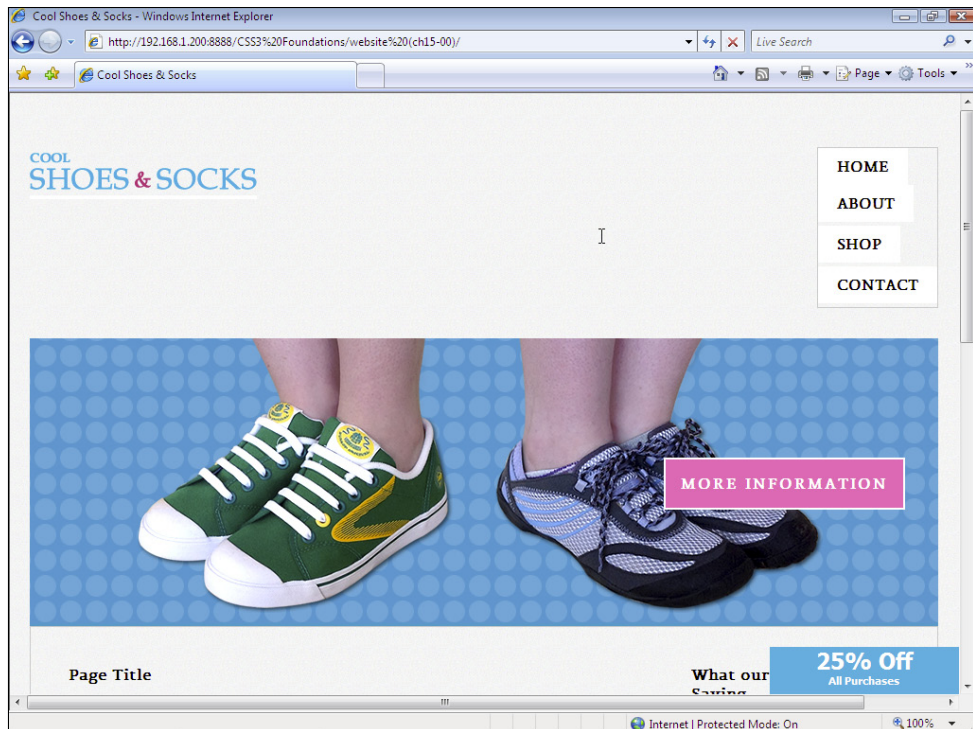 Cool Shoes & Socks - Windows Internet Explorer
http://192.168.1.200:8888/CSS3%20Foundations/website%20(ch15-00)/
Live Search
Cool Shoes & Socks
Page
Tools
COOL
SHOES & SOCKS
HOME
ABOUT
SHOP
CONTACT
MORE INFORMATION
Page Title
What our
Saying
25% Off
All Purchases
Internet | Protected Mode: On
100%